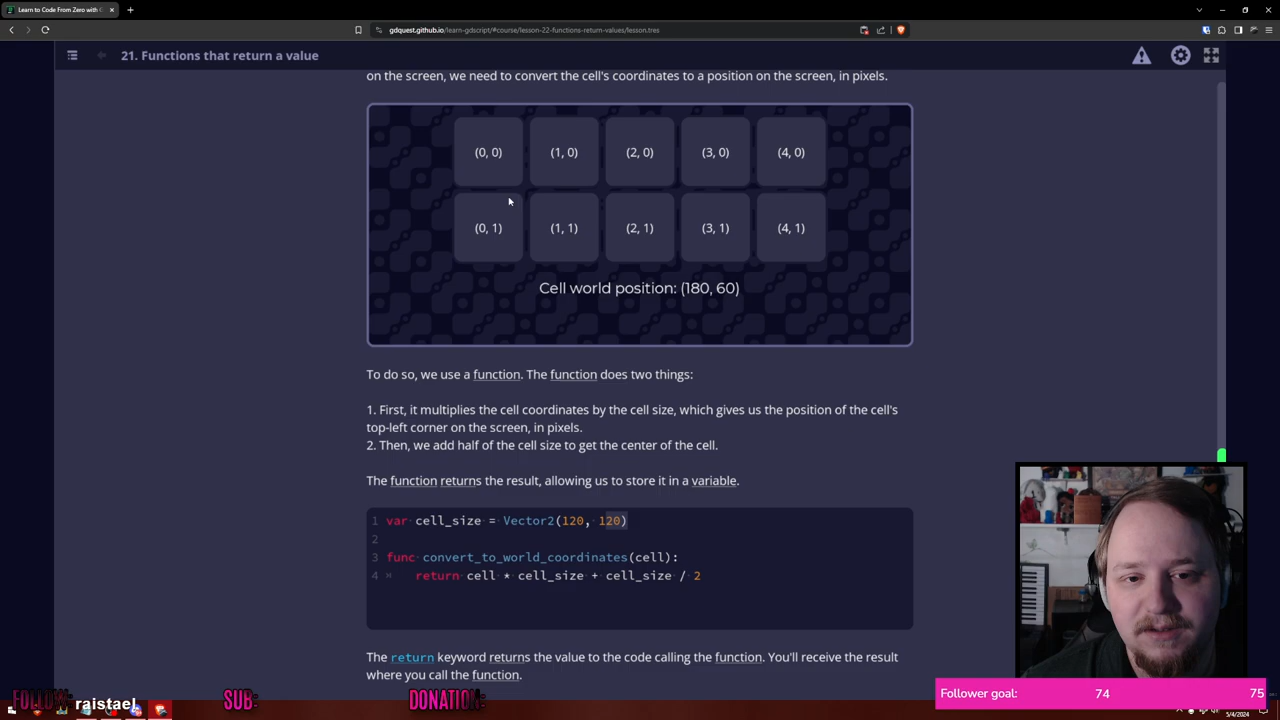 Learn to Code From Zero with G
gdquest.github.io/learn-gdscript/#course/lesson-22-functions-return-values/lesson.tres
21. Functions that return a value
on the screen, we need to convert the cell's coordinates to a position on the screen, in pixels.
(0, 0) (1, 0) (2, 0) (3, 0) (4, 0)
(0, 1) (1, 1) (2, 1) (3, 1) (4, 1)
Cell world position: (180, 60)
To do so, we use a function. The function does two things:
1. First, it multiplies the cell coordinates by the cell size, which gives us the position of the cell's
top-left corner on the screen, in pixels.
2. Then, we add half of the cell size to get the center of the cell.
The function returns the result, allowing us to store it in a variable.
1 var cell_size = Vector2(120, 120)
2
3 func convert_to_world_coordinates(cell):
4 return cell * cell_size + cell_size / 2
The return keyword returns the value to the code calling the function. You'll receive the result
where you call the function.
FOLLOW: raistael SUB: DONATION:
Follower goal: 74 75
5/4/2024